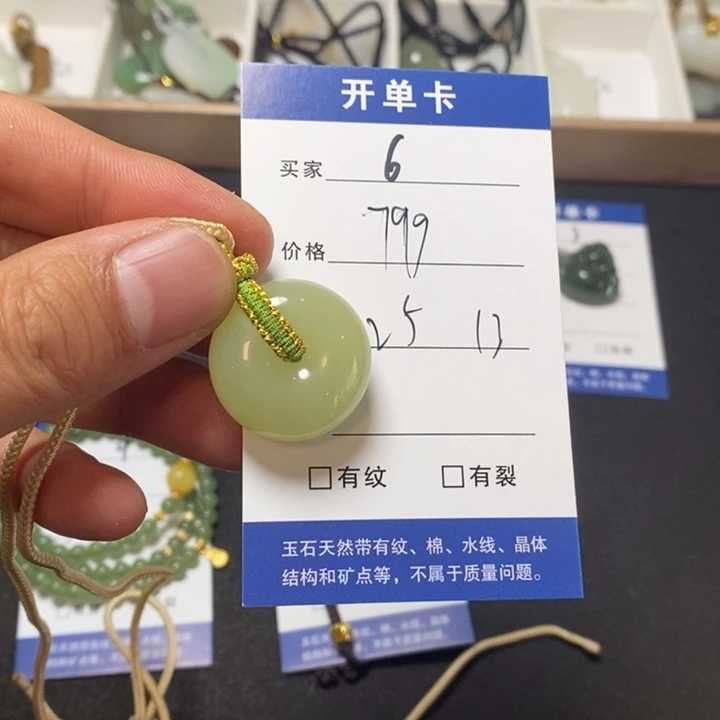 开单卡
买家 6
价格 799
25 13
☐有纹 ☐有裂
玉石天然带有纹、棉、水线、晶体
结构和矿点等，不属于质量问题。